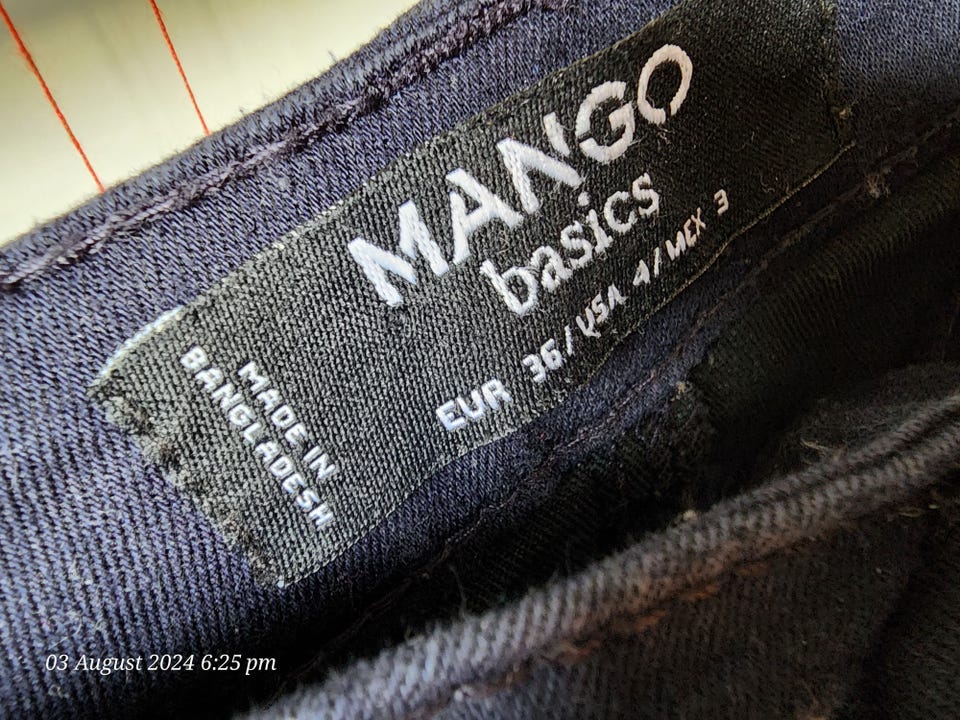 MANGO
basics
EUR 36/USA 4/MEX 3
MADE IN
BANGLADESH
03 August 2024 6:25 pm